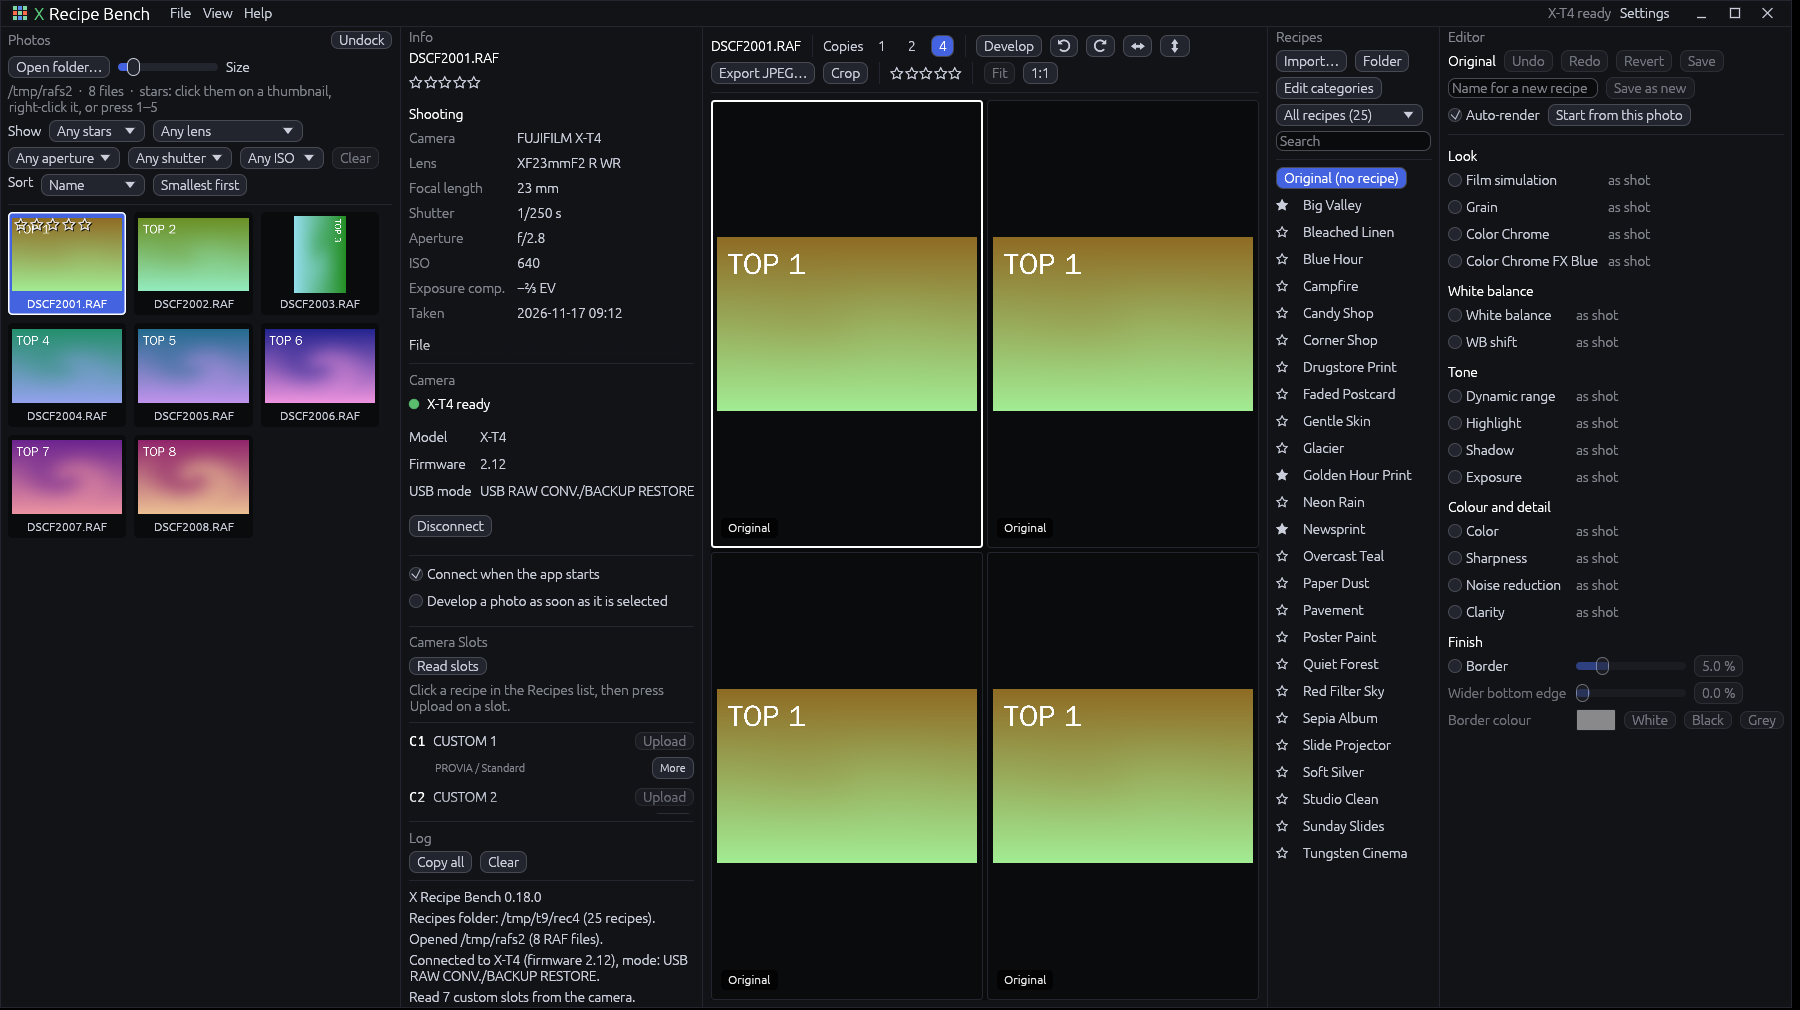 X Recipe Bench File View Help X-T4 ready Settings
Photos Undock
Open folder... Size
/tmp/rafs2 · 8 files · stars: click them on a thumbnail,
right-click it, or press 1–5
Show Any stars Any lens
Any aperture Any shutter Any ISO Clear
Sort Name Smallest first
TOP 1
DSCF2001.RAF
TOP 2
DSCF2002.RAF
TOP 3
DSCF2003.RAF
TOP 4
DSCF2004.RAF
TOP 5
DSCF2005.RAF
TOP 6
DSCF2006.RAF
TOP 7
DSCF2007.RAF
TOP 8
DSCF2008.RAF
Info
DSCF2001.RAF
Shooting
Camera FUJIFILM X-T4
Lens XF23mmF2 R WR
Focal length 23 mm
Shutter 1/250 s
Aperture f/2.8
ISO 640
Exposure comp. −⅔ EV
Taken 2026-11-17 09:12
File
Camera
X-T4 ready
Model X-T4
Firmware 2.12
USB mode USB RAW CONV./BACKUP RESTORE
Disconnect
Connect when the app starts
Develop a photo as soon as it is selected
Camera Slots
Read slots
Click a recipe in the Recipes list, then press
Upload on a slot.
C1 CUSTOM 1 Upload
PROVIA / Standard More
C2 CUSTOM 2 Upload
Log
Copy all Clear
X Recipe Bench 0.18.0
Recipes folder: /tmp/t9/rec4 (25 recipes).
Opened /tmp/rafs2 (8 RAF files).
Connected to X-T4 (firmware 2.12), mode: USB
RAW CONV./BACKUP RESTORE.
Read 7 custom slots from the camera.
DSCF2001.RAF Copies 1 2 4 Develop
Export JPEG... Crop Fit 1:1
TOP 1
Original
TOP 1
Original
TOP 1
Original
TOP 1
Original
Recipes
Import... Folder
Edit categories
All recipes (25)
Search
Original (no recipe)
Big Valley
Bleached Linen
Blue Hour
Campfire
Candy Shop
Corner Shop
Drugstore Print
Faded Postcard
Gentle Skin
Glacier
Golden Hour Print
Neon Rain
Newsprint
Overcast Teal
Paper Dust
Pavement
Poster Paint
Quiet Forest
Red Filter Sky
Sepia Album
Slide Projector
Soft Silver
Studio Clean
Sunday Slides
Tungsten Cinema
Editor
Original Undo Redo Revert Save
Name for a new recipe Save as new
Auto-render Start from this photo
Look
Film simulation as shot
Grain as shot
Color Chrome as shot
Color Chrome FX Blue as shot
White balance
White balance as shot
WB shift as shot
Tone
Dynamic range as shot
Highlight as shot
Shadow as shot
Exposure as shot
Colour and detail
Color as shot
Sharpness as shot
Noise reduction as shot
Clarity as shot
Finish
Border 5.0 %
Wider bottom edge 0.0 %
Border colour White Black Grey